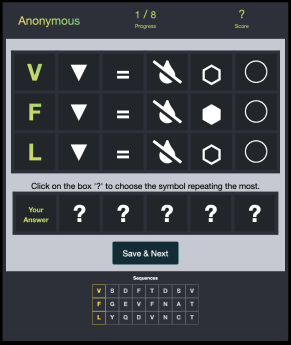 Anonymous
1 / 8
Progress
?
Score
V =
F =
L =
Click on the box '?' to choose the symbol repeating the most.
Your Answer ? ? ? ? ?
Save & Next
Sequences
V S D F T D S V
F G E V F N A T
L Y Q D V N C T